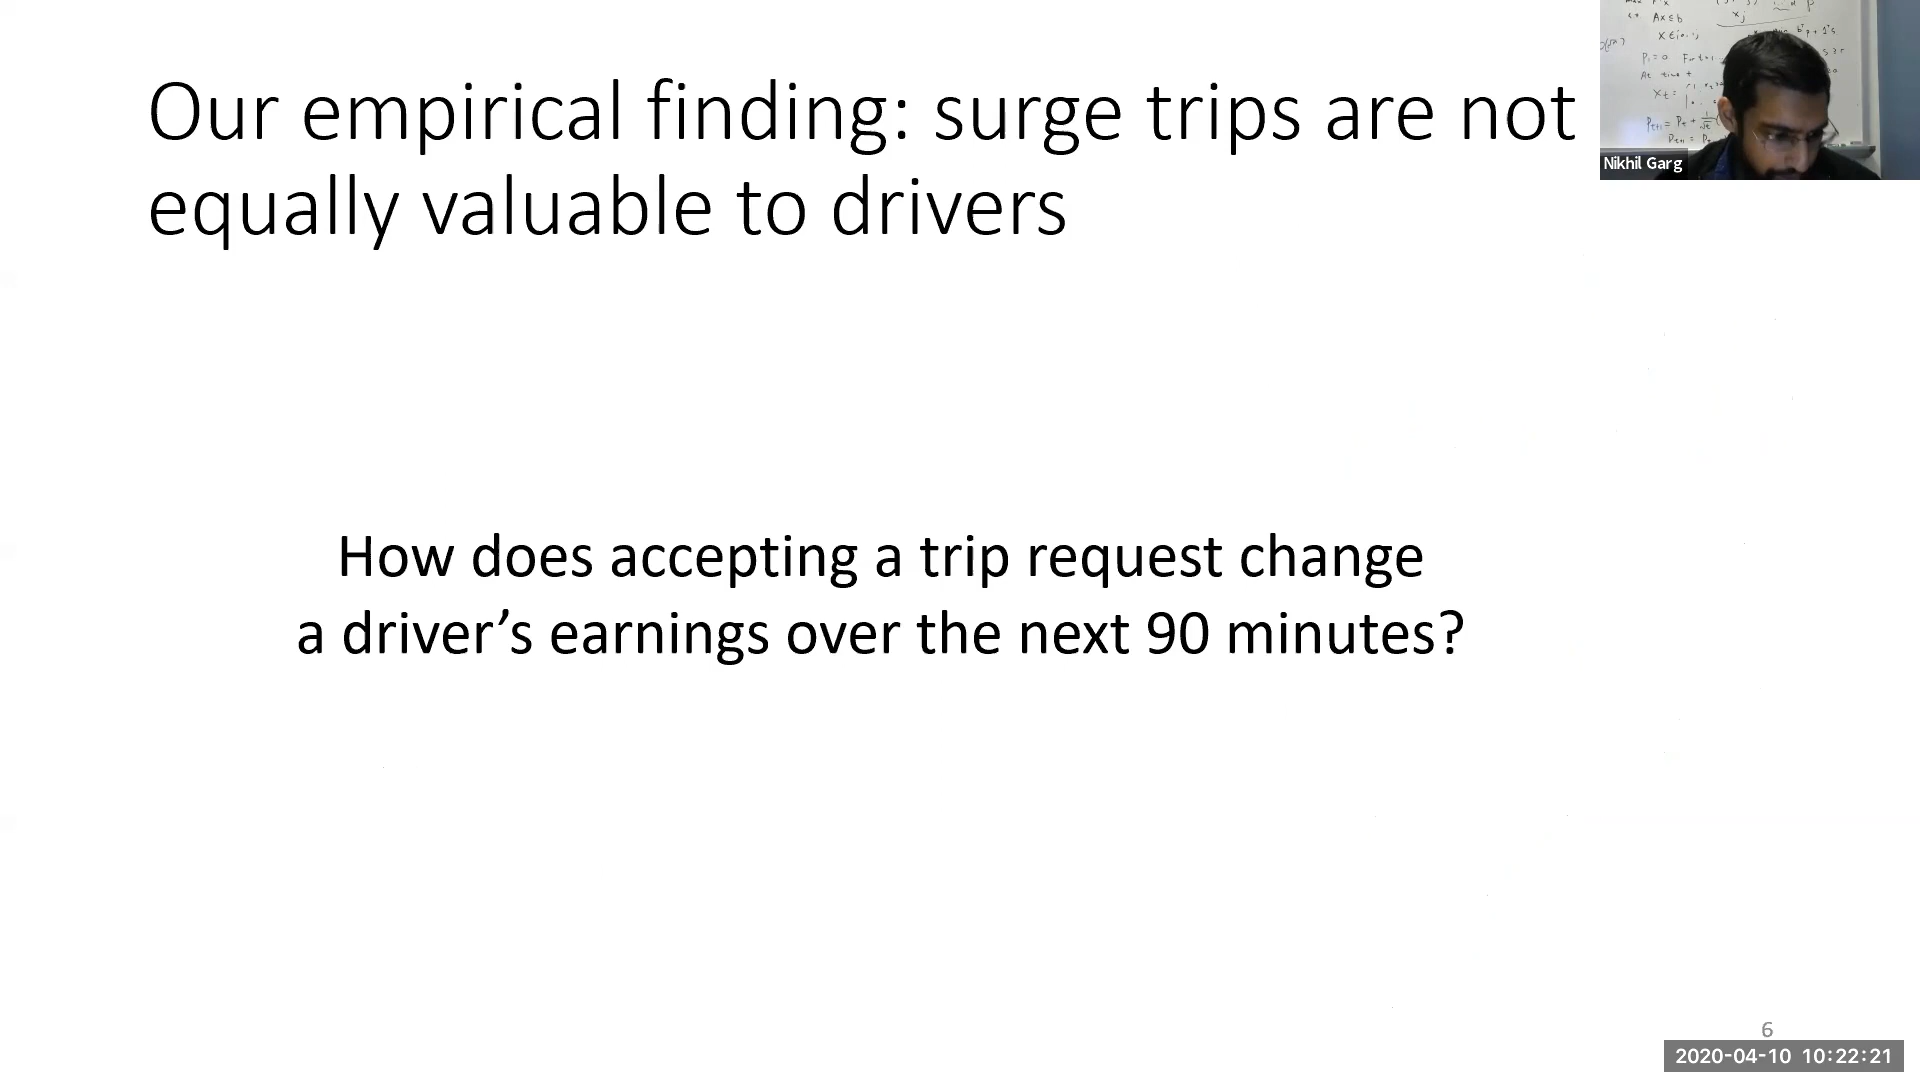 Our empirical finding: surge trips are not
equally valuable to drivers
Nikhil Garg
How does accepting a trip request change
a driver’s earnings over the next 90 minutes?
6
2020-04-10 10:22:21